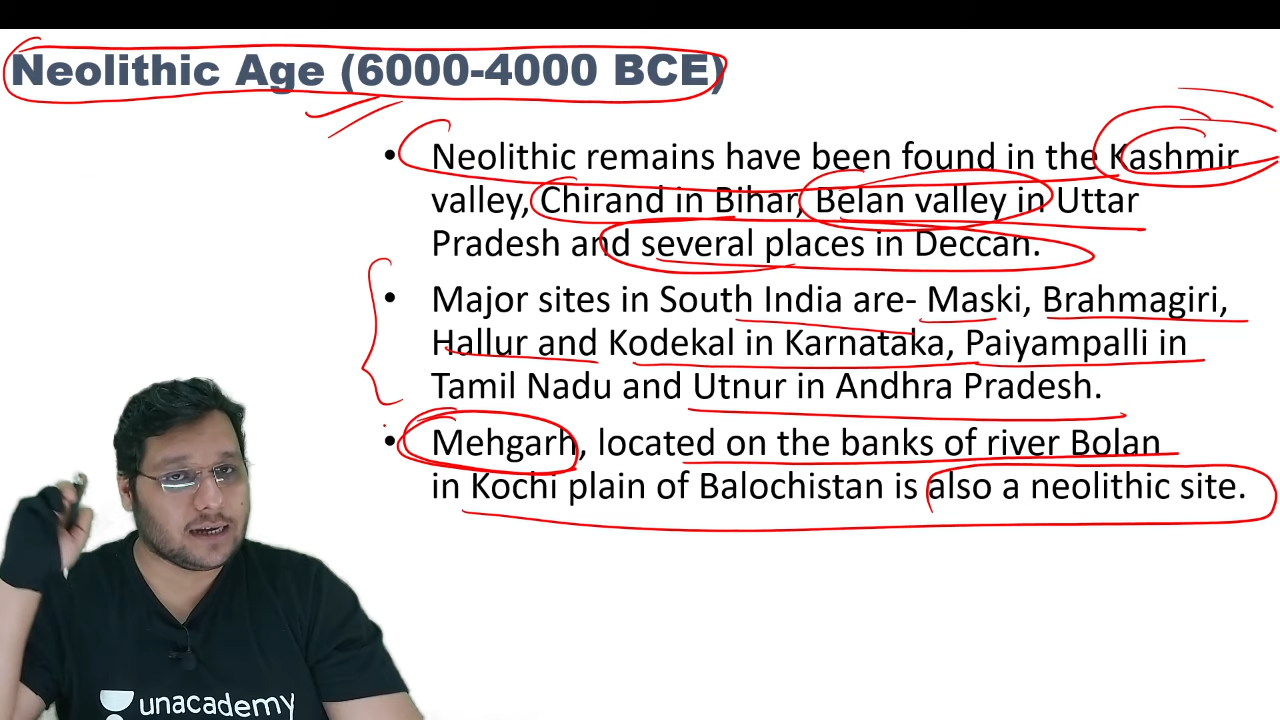 Neolithic Age (6000-4000 BCE)
• Neolithic remains have been found in the Kashmir
valley, Chirand in Bihar, Belan valley in Uttar
Pradesh and several places in Deccan.
• Major sites in South India are- Maski, Brahmagiri,
Hallur and Kodekal in Karnataka, Paiyampalli in
Tamil Nadu and Utnur in Andhra Pradesh.
• Mehgarh, located on the banks of river Bolan
in Kochi plain of Balochistan is also a neolithic site.
unacademy